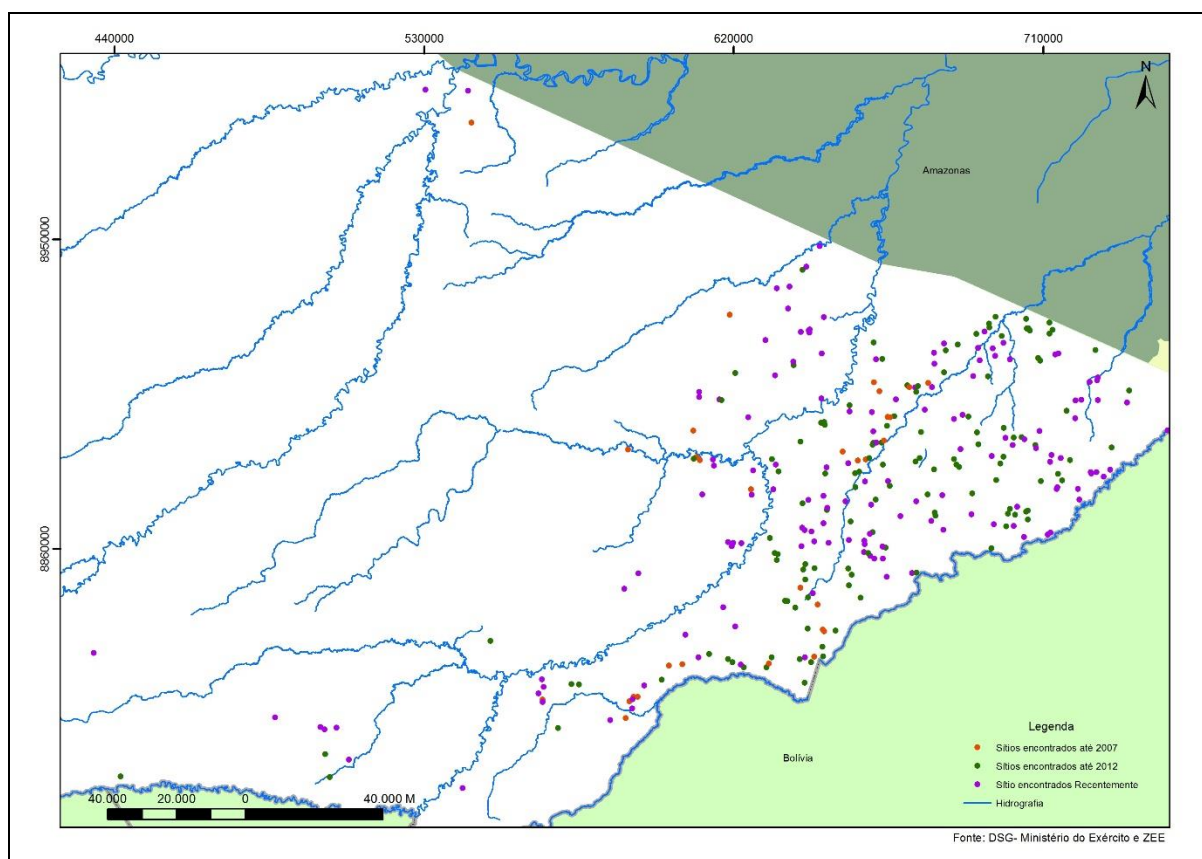 440000 530000 620000 710000
N
Amazonas
8950000
8860000
Legenda
Sítios encontrados até 2007
Bolívia
Sítios encontrados até 2012
Sítio encontrados Recentemente
Hidrografia
40.000 20.000 0 40.000 M
Fonte: DSG- Ministério do Exército e ZEE